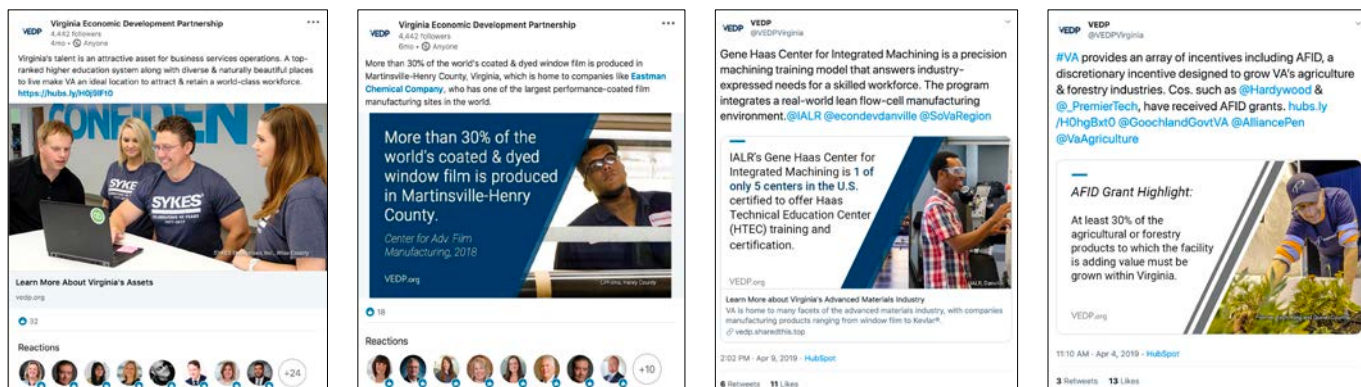 VEDP
Virginia Economic Development Partnership
4,442 followers
4mo • Anyone
Virginia's talent is an attractive asset for business services operations. A top-
ranked higher education system along with diverse & naturally beautiful places
to live make VA an ideal location to attract & retain a world-class workforce.
https://hubs.ly/H0j9lF10
CONFIDEN
SYKES
SYKES
Learn More About Virginia's Assets
vedp.org
32
Reactions
+24
VEDP
Virginia Economic Development Partnership
4,442 followers
6mo • Anyone
More than 30% of the world's coated & dyed window film is produced in
Martinsville-Henry County, Virginia, which is home to companies like Eastman
Chemical Company, who has one of the largest performance-coated film
manufacturing sites in the world.
More than 30% of the
world's coated & dyed
window film is produced
in Martinsville-Henry
County.
Center for Adv. Film
Manufacturing, 2018
VEDP.org
CPFilms, Henry County
18
Reactions
+10
VEDP
VEDP
@VEDPVirginia
Gene Haas Center for Integrated Machining is a precision
machining training model that answers industry-
expressed needs for a skilled workforce. The program
integrates a real-world lean flow-cell manufacturing
environment.@IALR @econdevdanville @SoVaRegion
IALR's Gene Haas Center for
Integrated Machining is 1 of
only 5 centers in the U.S.
certified to offer Haas
Technical Education Center
(HTEC) training and
certification.
VEDP.org
IALR, Danville
Learn More about Virginia's Advanced Materials Industry
VA is home to many facets of the advanced materials industry, with companies
manufacturing products ranging from window film to Kevlar®.
vedp.sharedthis.top
2:02 PM · Apr 9, 2019 · HubSpot
6 Retweets 11 Likes
VEDP
VEDP
@VEDPVirginia
#VA provides an array of incentives including AFID, a
discretionary incentive designed to grow VA's agriculture
& forestry industries. Cos. such as @Hardywood &
@_PremierTech, have received AFID grants. hubs.ly
/H0hgBxt0 @GoochlandGovtVA @AlliancePen
@VaAgriculture
AFID Grant Highlight:
At least 30% of the
agricultural or forestry
products to which the facility
is adding value must be
grown within Virginia.
VEDP.org
11:10 AM · Apr 4, 2019 · HubSpot
3 Retweets 13 Likes